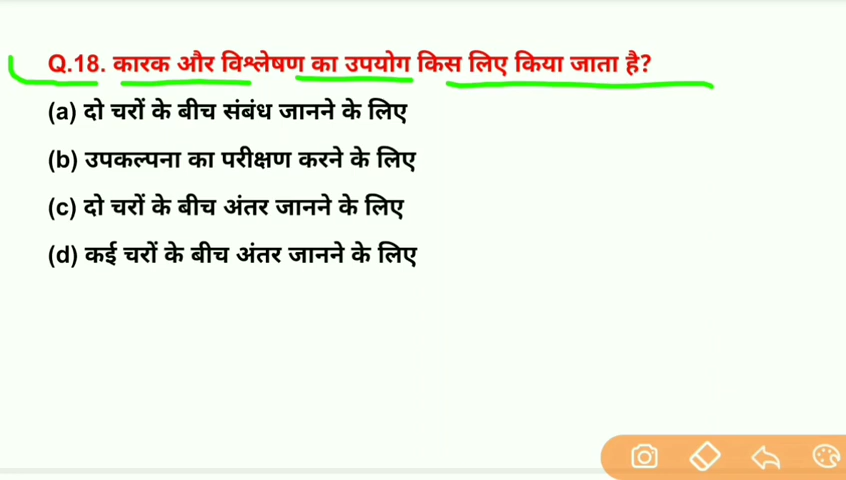 Q.18. कारक और विश्लेषण का उपयोग किस लिए किया जाता है?
(a) दो चरों के बीच संबंध जानने के लिए
(b) उपकल्पना का परीक्षण करने के लिए
(c) दो चरों के बीच अंतर जानने के लिए
(d) कई चरों के बीच अंतर जानने के लिए